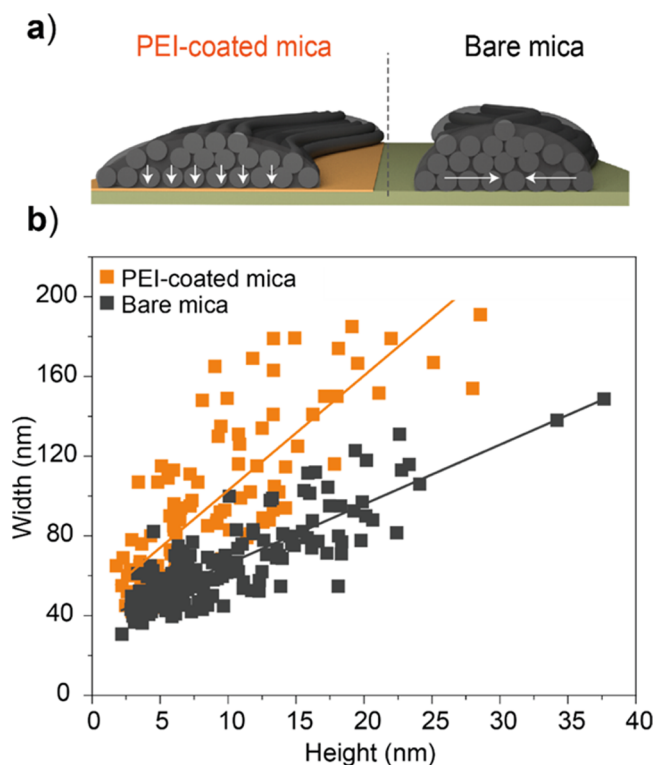 a)
PEI-coated mica
Bare mica
b)
PEI-coated mica
Bare mica
200
160
120
80
40
0
Width (nm)
0 5 10 15 20 25 30 35 40
Height (nm)